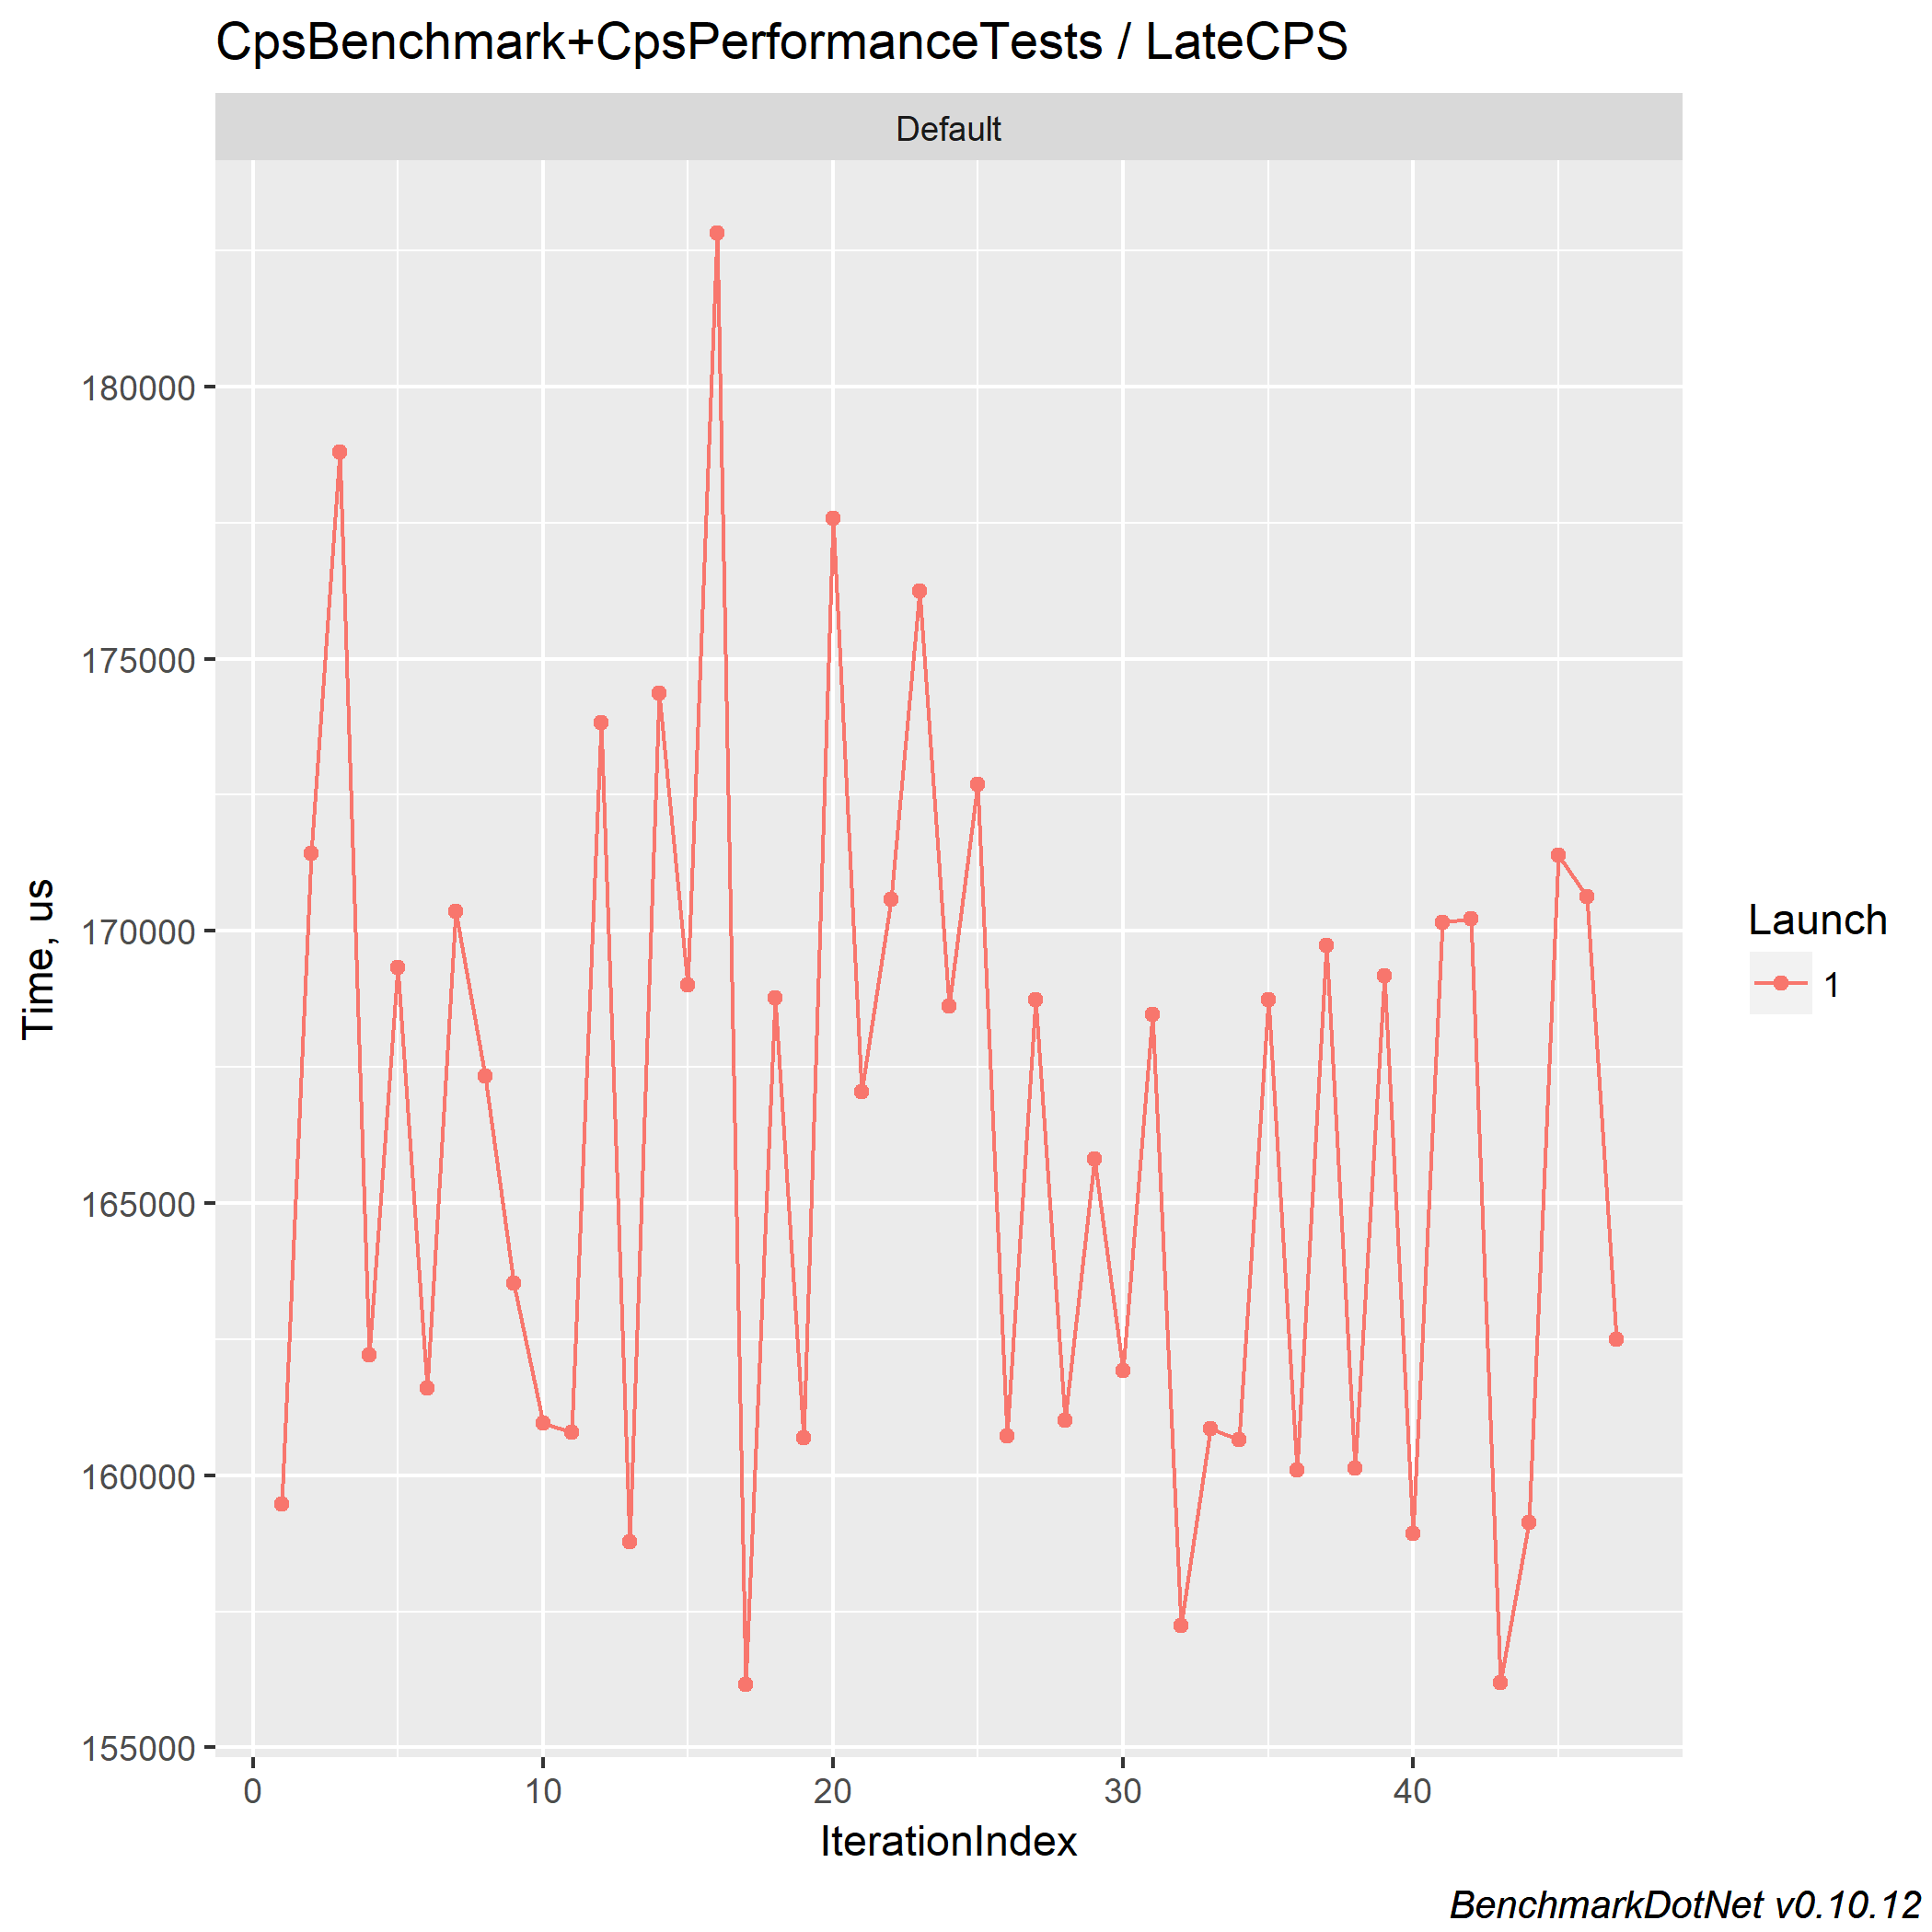 CpsBenchmark+CpsPerformanceTests / LateCPS
Default
180000
175000
170000
165000
160000
155000
Time, us
0 10 20 30 40
IterationIndex
Launch
1
BenchmarkDotNet v0.10.12